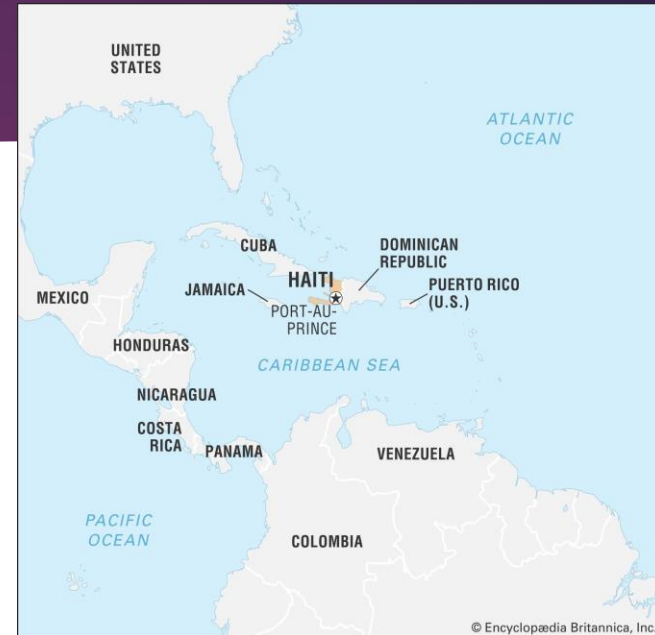 UNITED
STATES
ATLANTIC
OCEAN
CUBA
DOMINICAN
REPUBLIC
HAITI
JAMAICA
PUERTO RICO
(U.S.)
MEXICO
PORT-AU-
PRINCE
HONDURAS
CARIBBEAN SEA
NICARAGUA
COSTA
RICA
PANAMA
VENEZUELA
PACIFIC
OCEAN
COLOMBIA
© Encyclopædia Britannica, Inc.